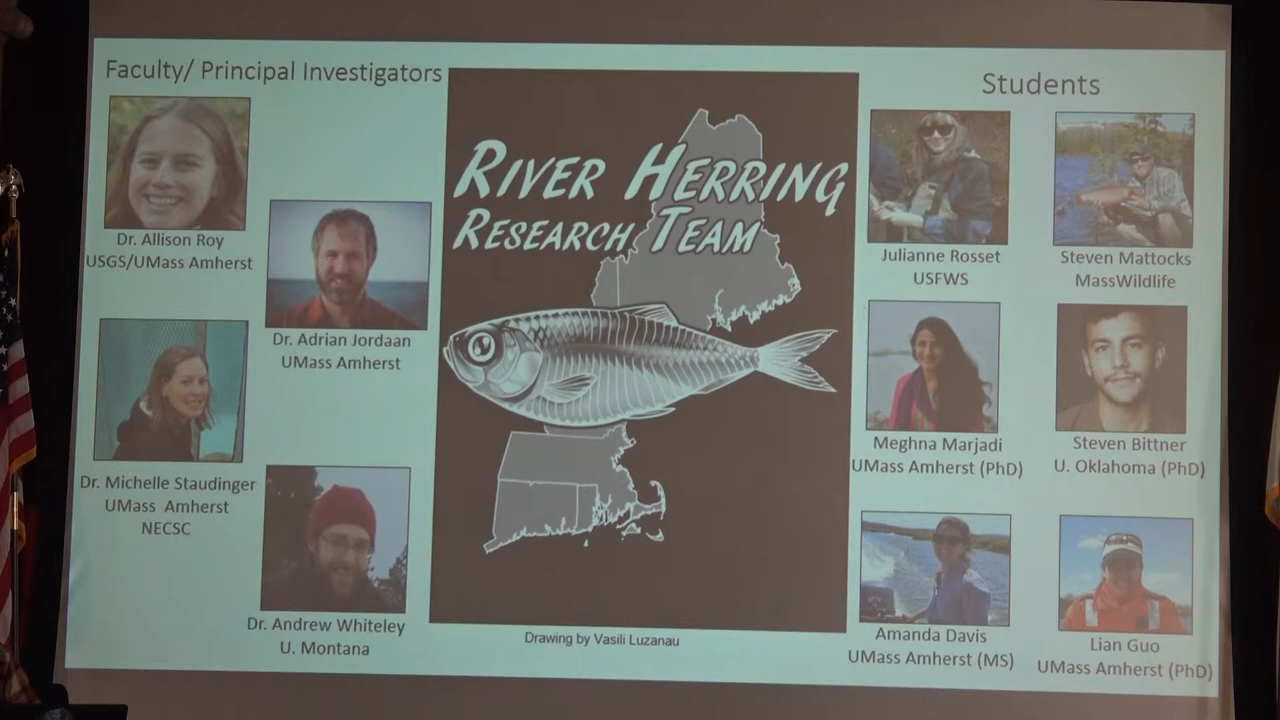 Faculty/ Principal Investigators
Dr. Allison Roy
USGS/UMass Amherst
Dr. Adrian Jordaan
UMass Amherst
Dr. Michelle Staudinger
UMass Amherst
NECSC
Dr. Andrew Whiteley
U. Montana
RIVER HERRING
RESEARCH TEAM
Drawing by Vasili Luzanau
Students
Julianne Rosset
USFWS
Steven Mattocks
MassWildlife
Meghna Marjadi
UMass Amherst (PhD)
Steven Bittner
U. Oklahoma (PhD)
Amanda Davis
UMass Amherst (MS)
Lian Guo
UMass Amherst (PhD)